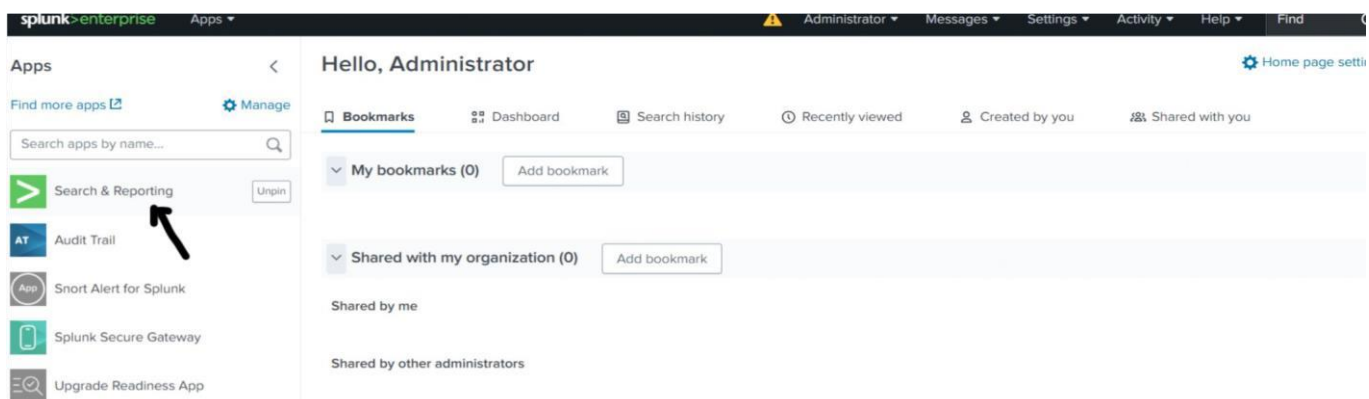 splunk>enterprise Apps Administrator Messages Settings Activity Help Find
Apps
Find more apps Manage
Search apps by name...
Search & Reporting Unpin
AT Audit Trail
App Snort Alert for Splunk
Splunk Secure Gateway
Upgrade Readiness App
Hello, Administrator
Home page setti
Bookmarks Dashboard Search history Recently viewed Created by you Shared with you
My bookmarks (0) Add bookmark
Shared with my organization (0) Add bookmark
Shared by me
Shared by other administrators